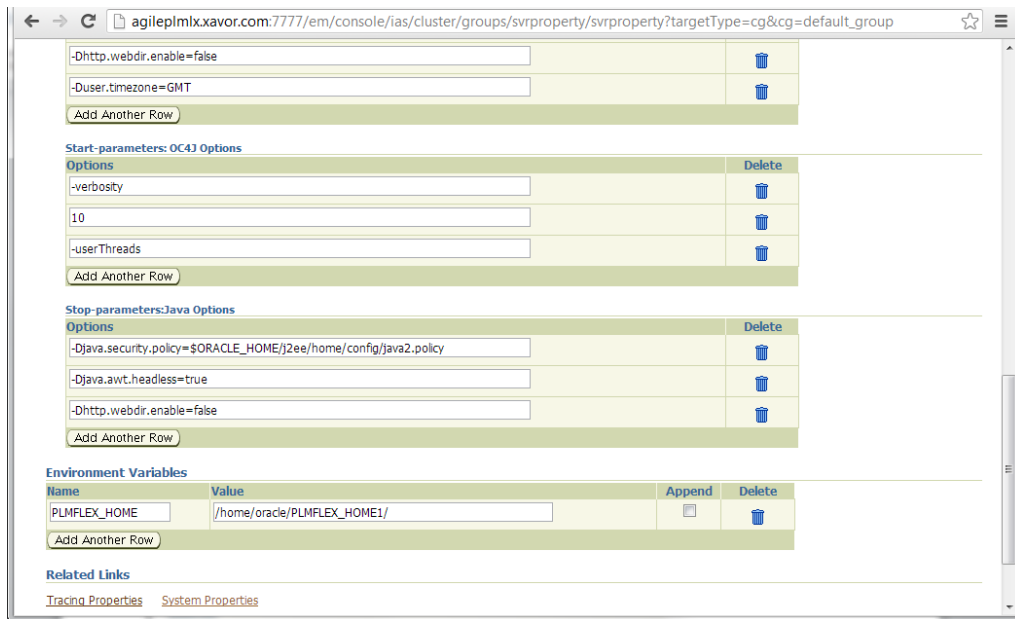 agileplmlx.xavor.com:7777/em/console/ias/cluster/groups/svrproperty/svrproperty?targetType=cg&cg=default_group
-Dhttp.webdir.enable=false
-Duser.timezone=GMT
Add Another Row
Start-parameters: OC4J Options
Options Delete
-verbosity
10
-userThreads
Add Another Row
Stop-parameters:Java Options
Options Delete
-Djava.security.policy=$ORACLE_HOME/j2ee/home/config/java2.policy
-Djava.awt.headless=true
-Dhttp.webdir.enable=false
Add Another Row
Environment Variables
Name Value Append Delete
PLMFLEX_HOME /home/oracle/PLMFLEX_HOME1/
Add Another Row
Related Links
Tracing Properties System Properties